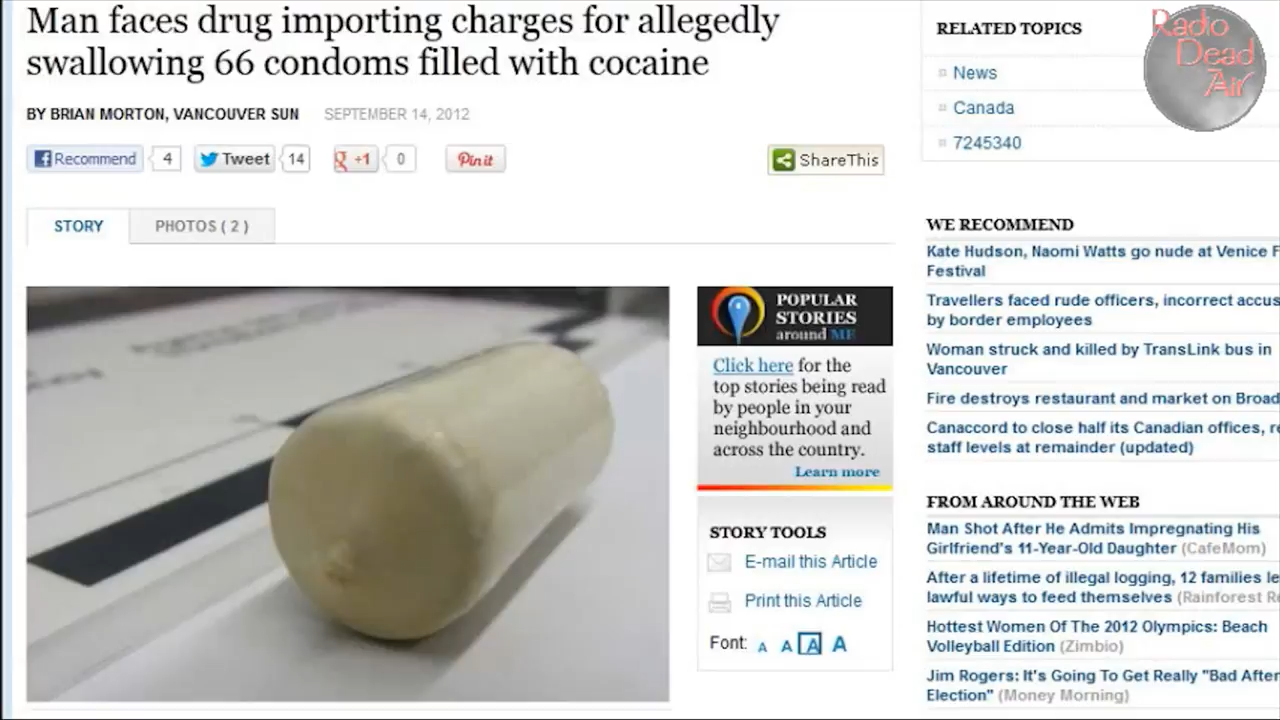 Man faces drug importing charges for allegedly
swallowing 66 condoms filled with cocaine
BY BRIAN MORTON, VANCOUVER SUN SEPTEMBER 14, 2012
Recommend 4 Tweet 14 +1 0 Pin it ShareThis
STORY PHOTOS ( 2 )
POPULAR
STORIES
around ME
Click here for the
top stories being read
by people in your
neighbourhood and
across the country.
Learn more
STORY TOOLS
E-mail this Article
Print this Article
Font: A A A A
RELATED TOPICS
News
Canada
7245340
Radio
Dead
Air
WE RECOMMEND
Kate Hudson, Naomi Watts go nude at Venice F
Festival
Travellers faced rude officers, incorrect accus
by border employees
Woman struck and killed by TransLink bus in
Vancouver
Fire destroys restaurant and market on Broad
Canaccord to close half its Canadian offices, re
staff levels at remainder (updated)
FROM AROUND THE WEB
Man Shot After He Admits Impregnating His
Girlfriend's 11-Year-Old Daughter (CafeMom)
After a lifetime of illegal logging, 12 families le
lawful ways to feed themselves (Rainforest Re
Hottest Women Of The 2012 Olympics: Beach
Volleyball Edition (Zimbio)
Jim Rogers: It's Going To Get Really "Bad After
Election" (Money Morning)